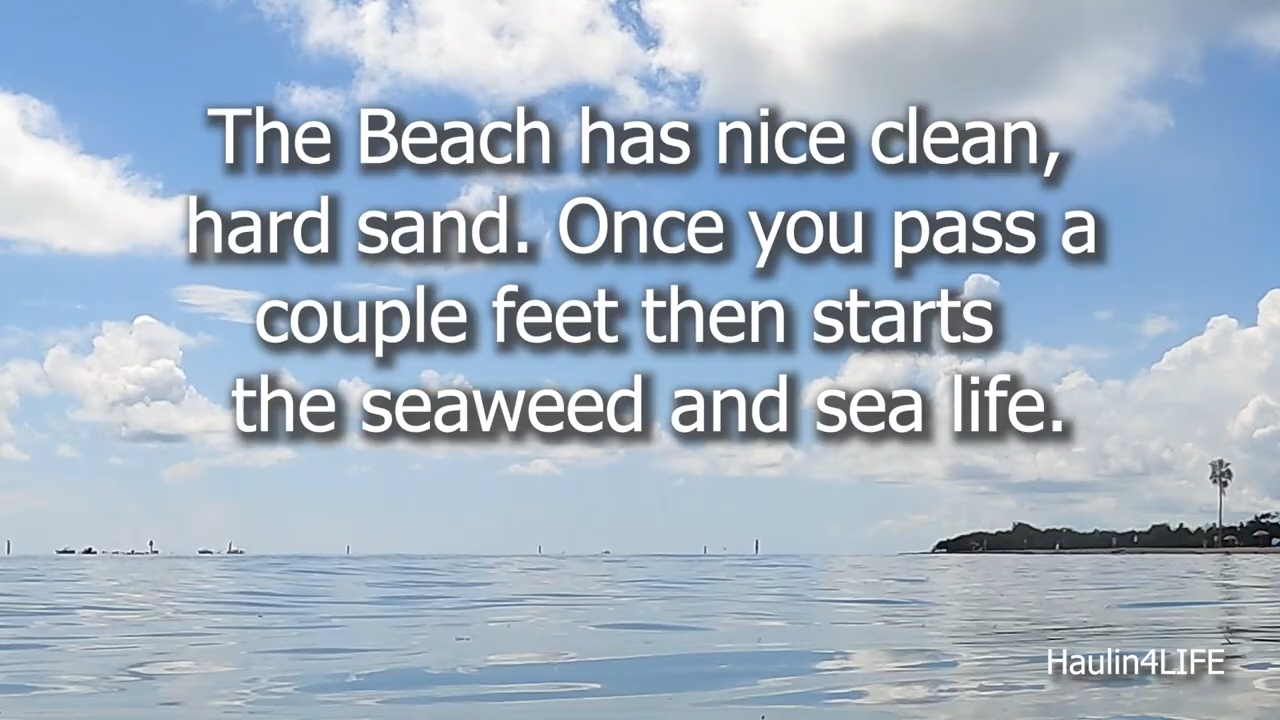 The Beach has nice clean,
hard sand. Once you pass a
couple feet then starts
the seaweed and sea life.
Haulin4LIFE